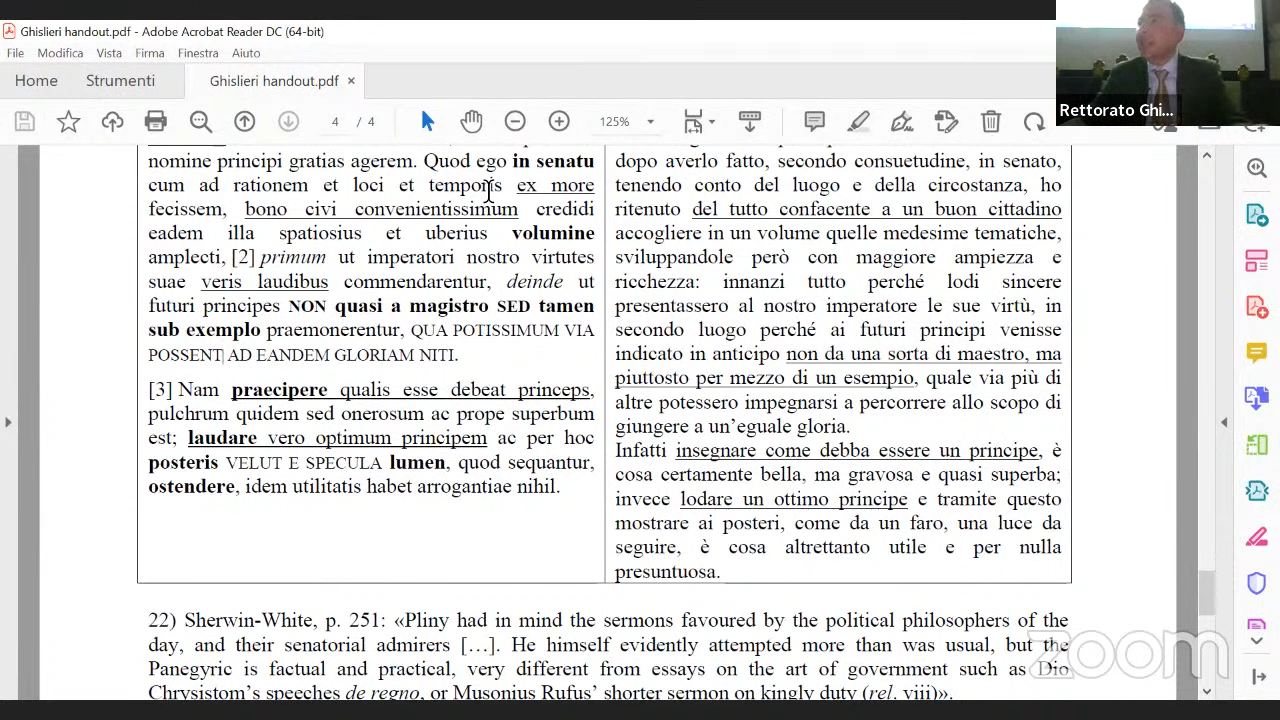 Ghislieri handout.pdf - Adobe Acrobat Reader DC (64-bit)
File Modifica Vista Firma Finestra Aiuto
Home Strumenti Ghislieri handout.pdf ×
Rettorato Ghi...
4 / 4 125%
nomine principi gratias agerem. Quod ego in senatu
cum ad rationem et loci et temporis ex more
fecissem, bono civi convenientissimum credidi
eadem illa spatiosius et uberius volumine
amplecti, [2] primum ut imperatori nostro virtutes
suae veris laudibus commendarentur, deinde ut
futuri principes NON quasi a magistro SED tamen
sub exemplo praemonerentur, QUA POTISSIMUM VIA
POSSENT AD EANDEM GLORIAM NITI.
[3] Nam praecipere qualis esse debeat princeps,
pulchrum quidem sed onerosum ac prope superbum
est; laudare vero optimum principem ac per hoc
posteris VELUT E SPECULA lumen, quod sequantur,
ostendere, idem utilitatis habet arrogantiae nihil.
dopo averlo fatto, secondo consuetudine, in senato,
tenendo conto del luogo e della circostanza, ho
ritenuto del tutto confacente a un buon cittadino
accogliere in un volume quelle medesime tematiche,
sviluppandole però con maggiore ampiezza e
ricchezza: innanzi tutto perché lodi sincere
presentassero al nostro imperatore le sue virtù, in
secondo luogo perché ai futuri principi venisse
indicato in anticipo non da una sorta di maestro, ma
piuttosto per mezzo di un esempio, quale via più di
altre potessero impegnarsi a percorrere allo scopo di
giungere a un’eguale gloria.
Infatti insegnare come debba essere un principe, è
cosa certamente bella, ma gravosa e quasi superba;
invece lodare un ottimo principe e tramite questo
mostrare ai posteri, come da un faro, una luce da
seguire, è cosa altrettanto utile e per nulla
presuntuosa.
22) Sherwin-White, p. 251: «Pliny had in mind the sermons favoured by the political philosophers of the
day, and their senatorial admirers […]. He himself evidently attempted more than was usual, but the
Panegyric is factual and practical, very different from essays on the art of government such as Dio
Chrysistom’s speeches de regno, or Musonius Rufus’ shorter sermon on kingly duty (rel. viii)».
zoom